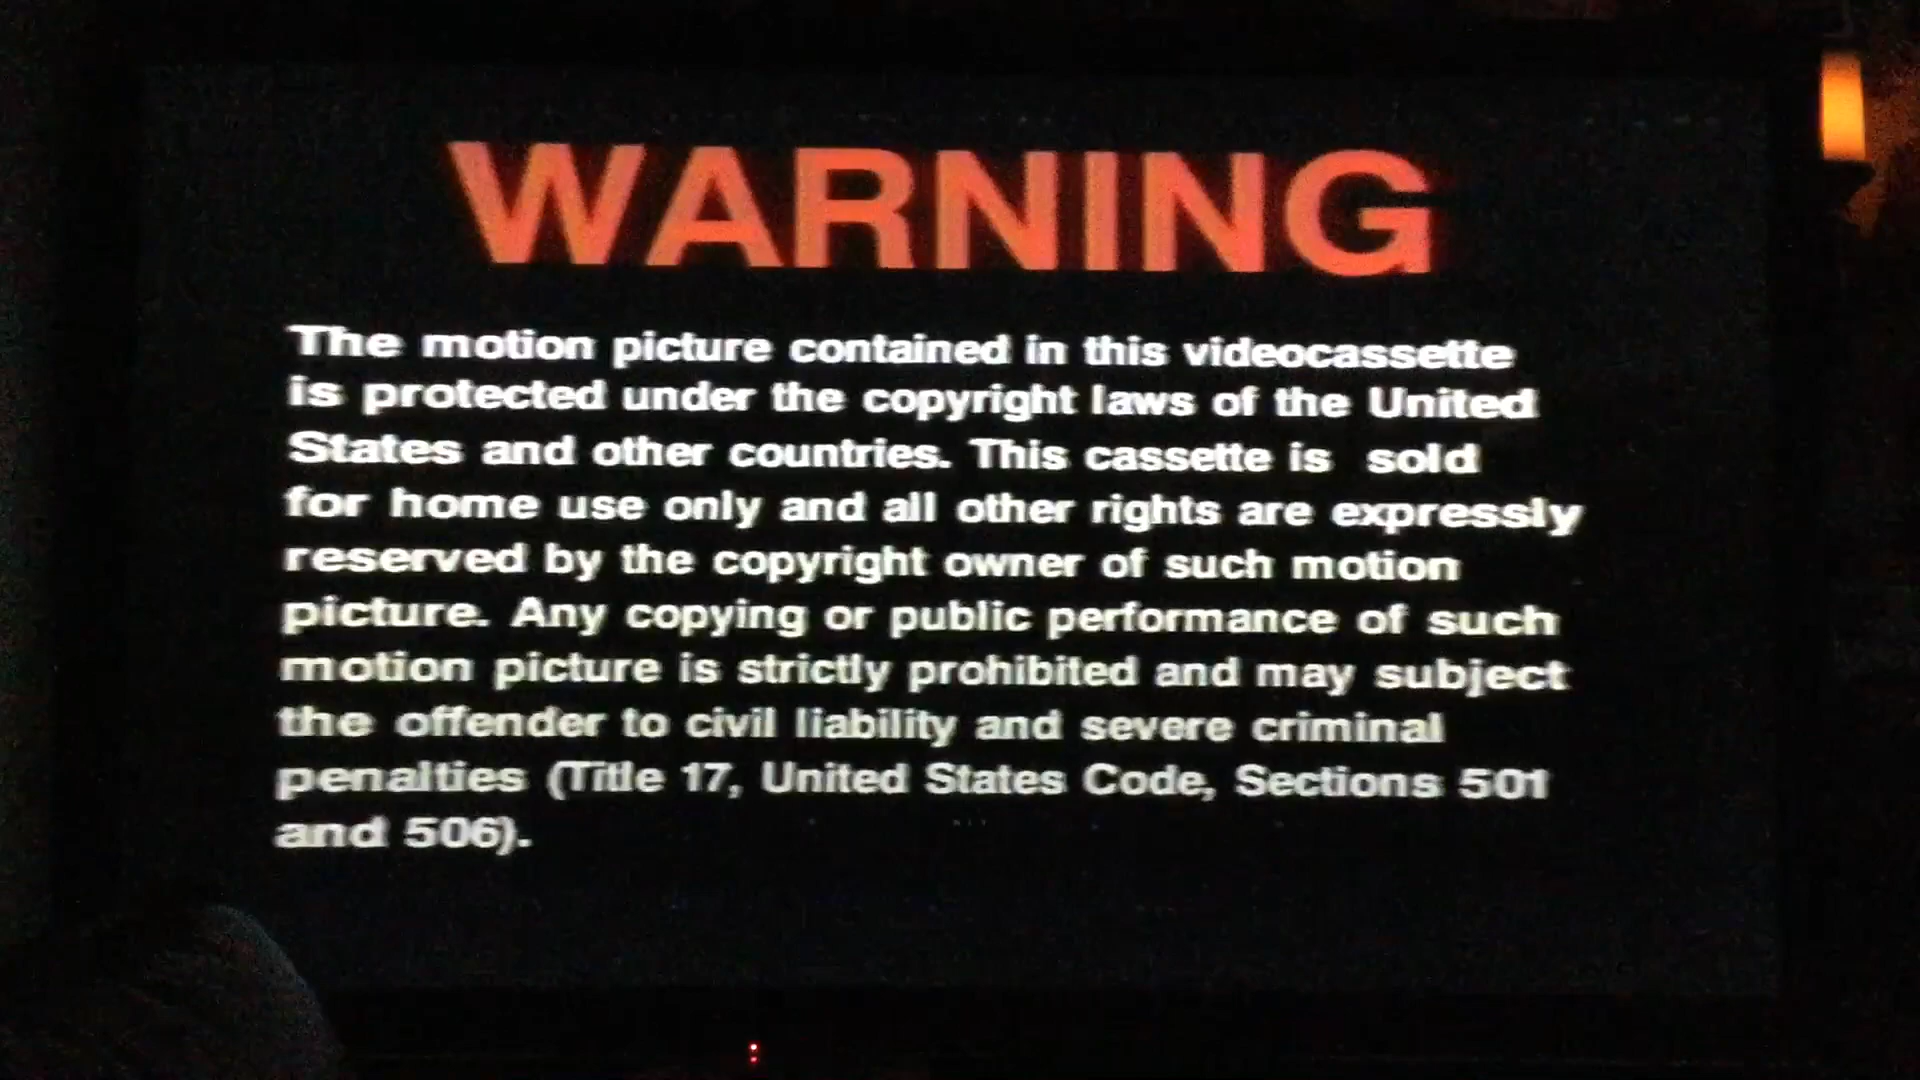 WARNING
The motion picture contained in this videocassette
is protected under the copyright laws of the United
States and other countries. This cassette is sold
for home use only and all other rights are expressly
reserved by the copyright owner of such motion
picture. Any copying or public performance of such
motion picture is strictly prohibited and may subject
the offender to civil liability and severe criminal
penalties (Title 17, United States Code, Sections 501
and 506).